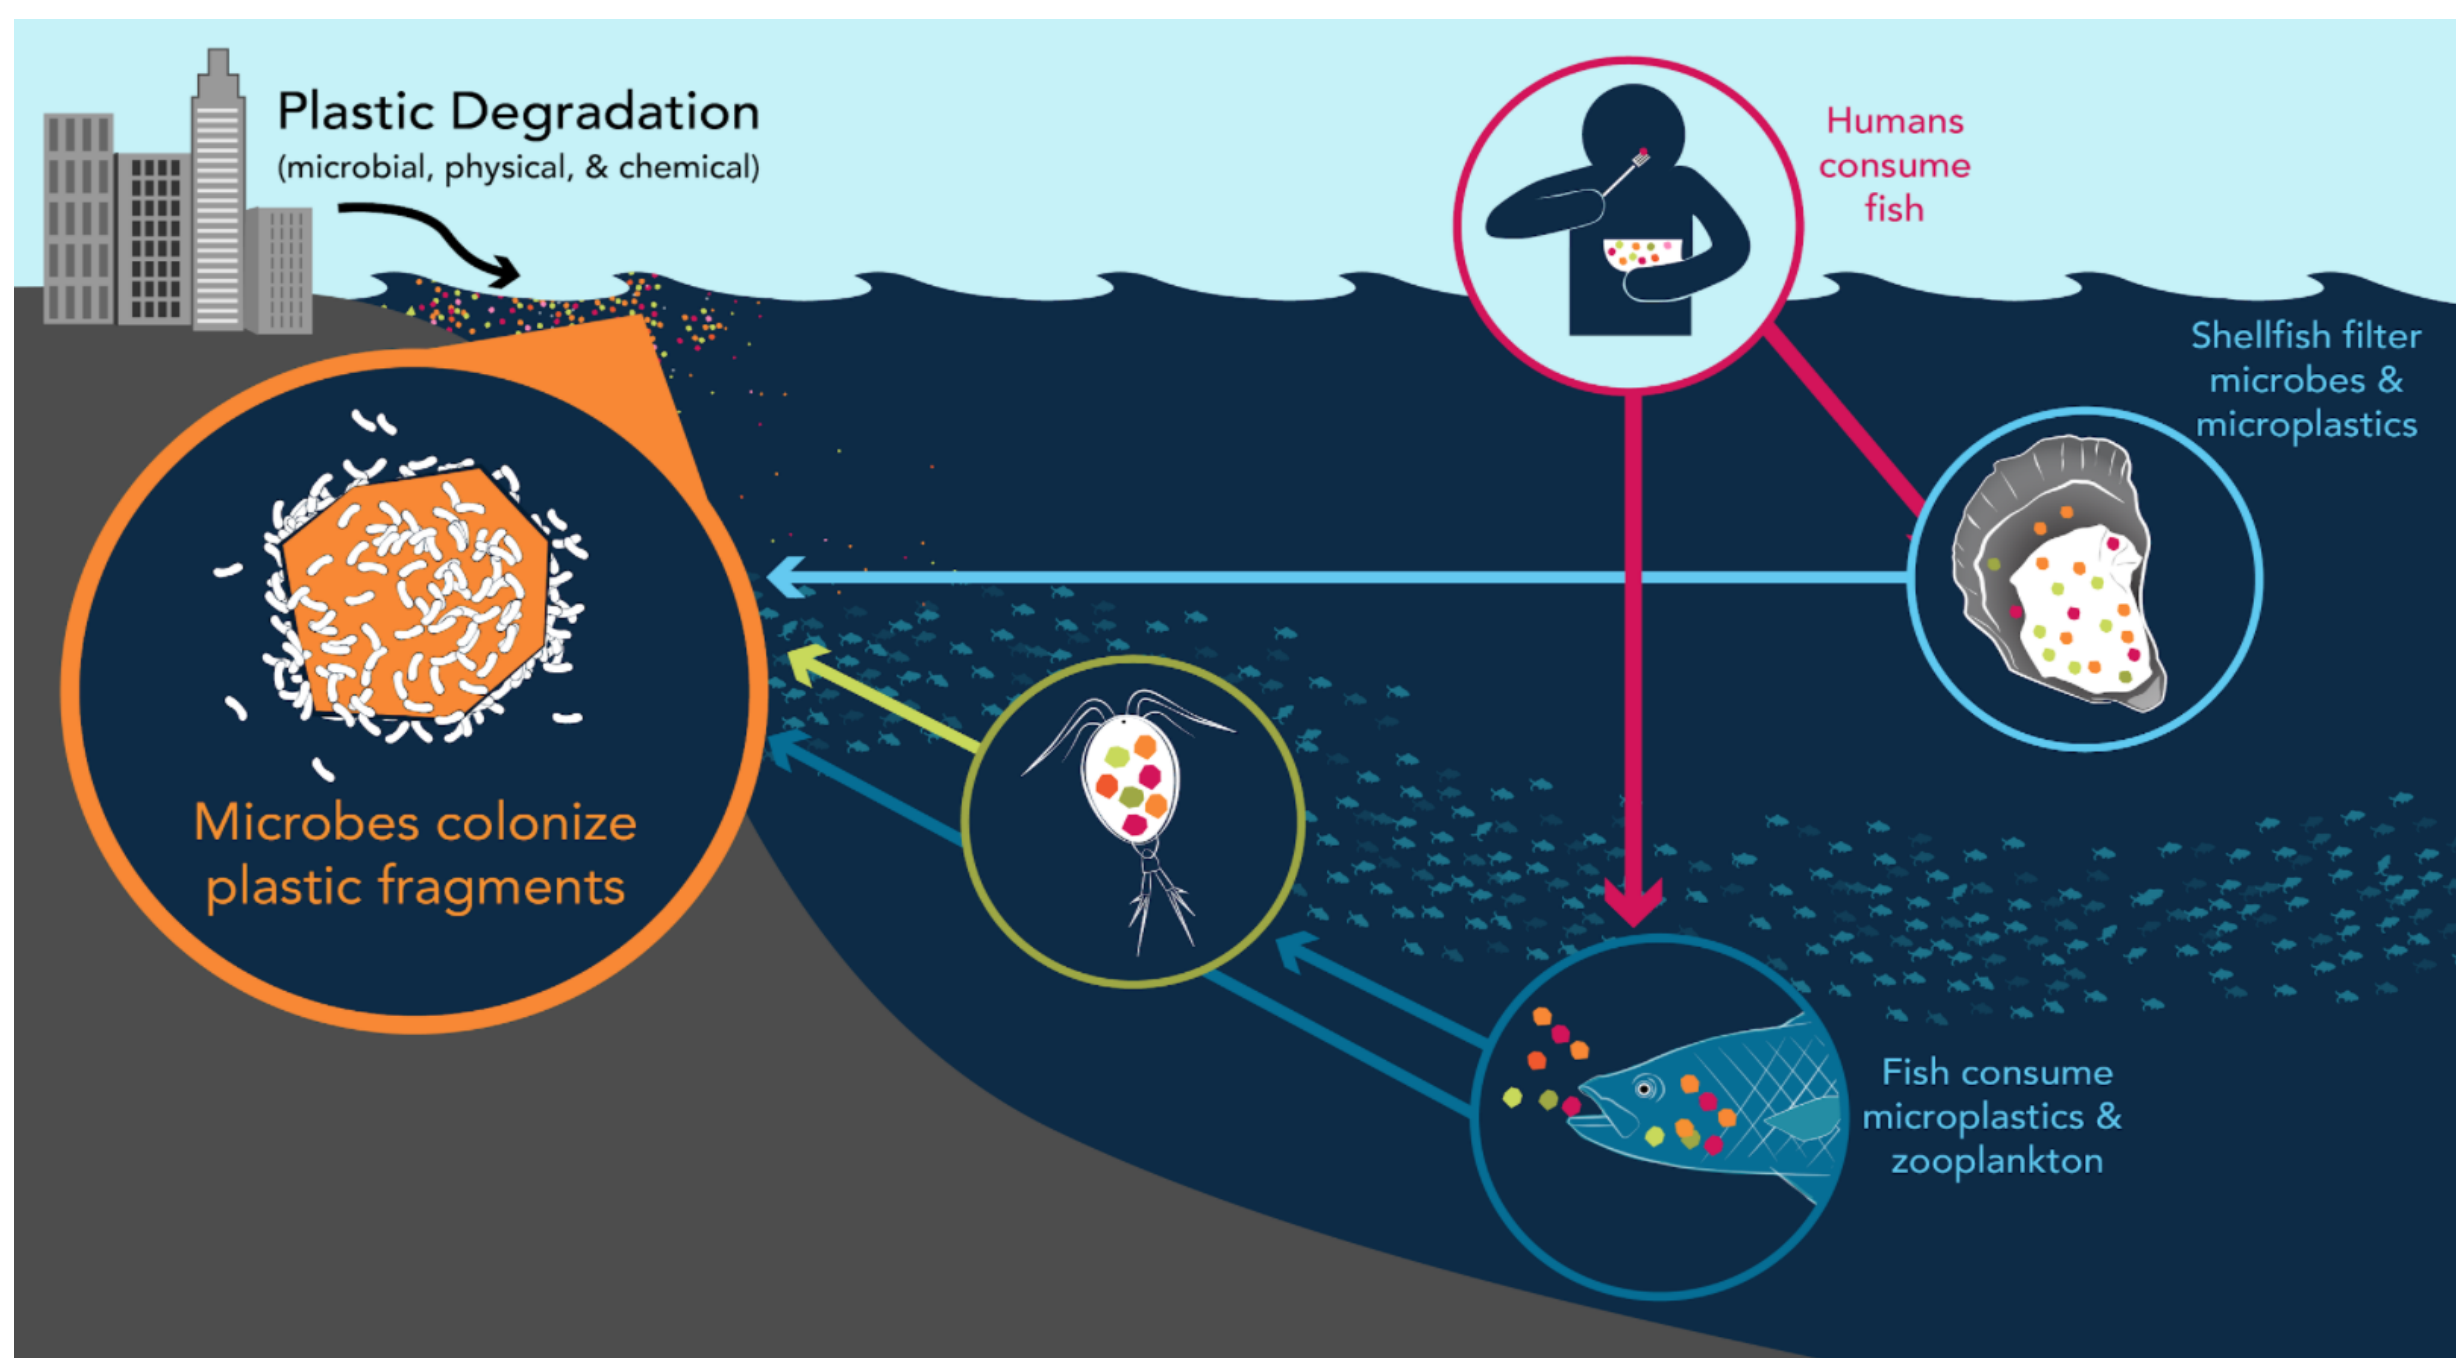 Plastic Degradation
(microbial, physical, & chemical)
Humans
consume
fish
Shellfish filter
microbes &
microplastics
Microbes colonize
plastic fragments
Fish consume
microplastics &
zooplankton